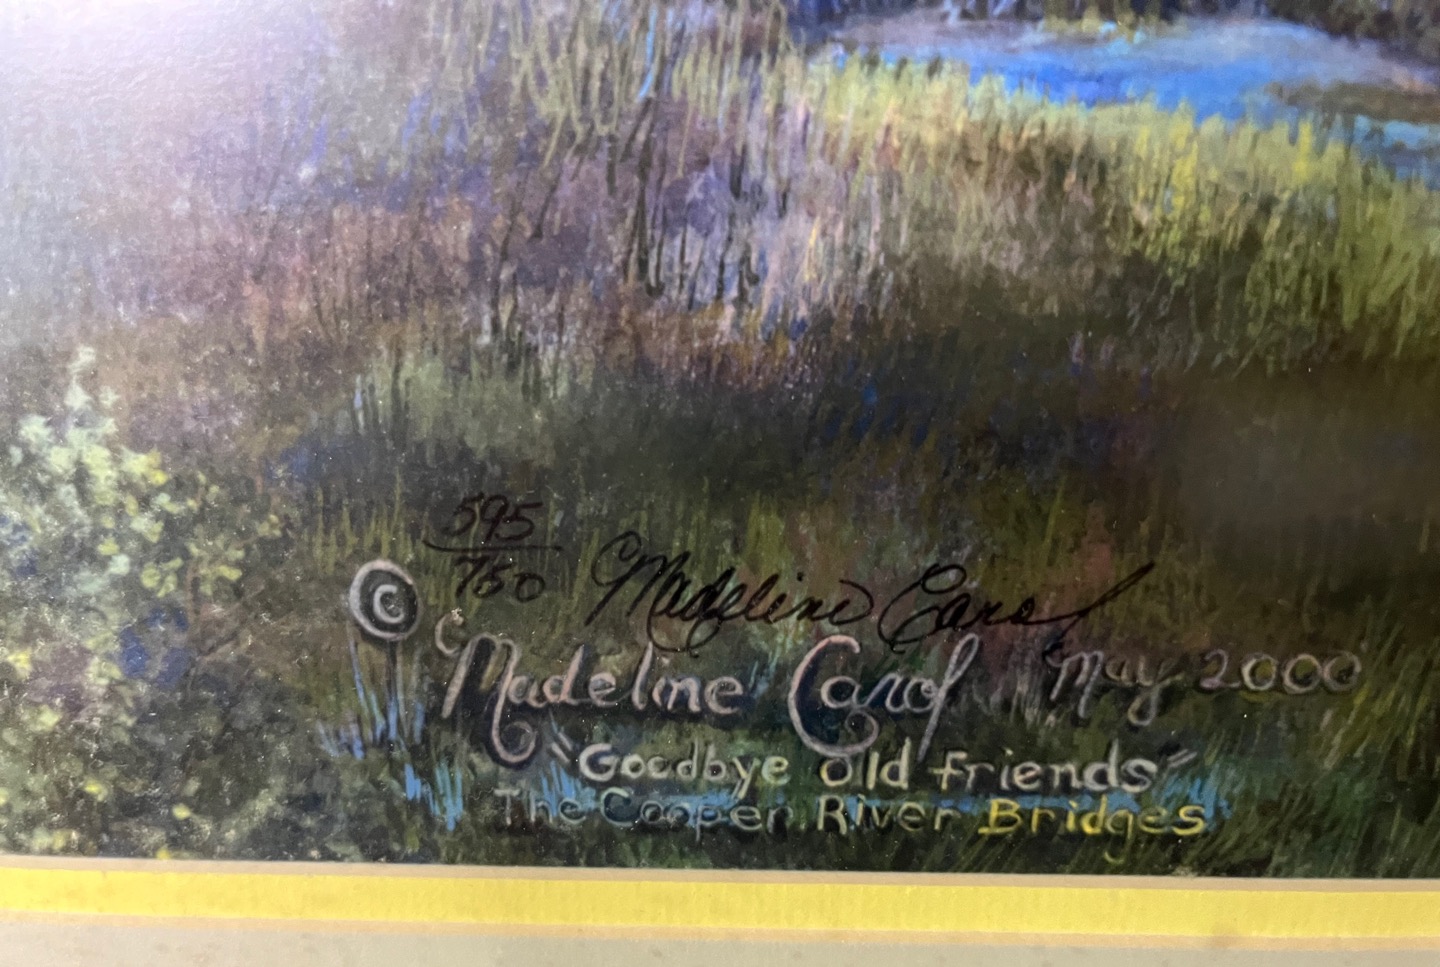 595
750
Madeline Carol
© Madeline Carol May 2000
"Goodbye old friends"
The Cooper River Bridges